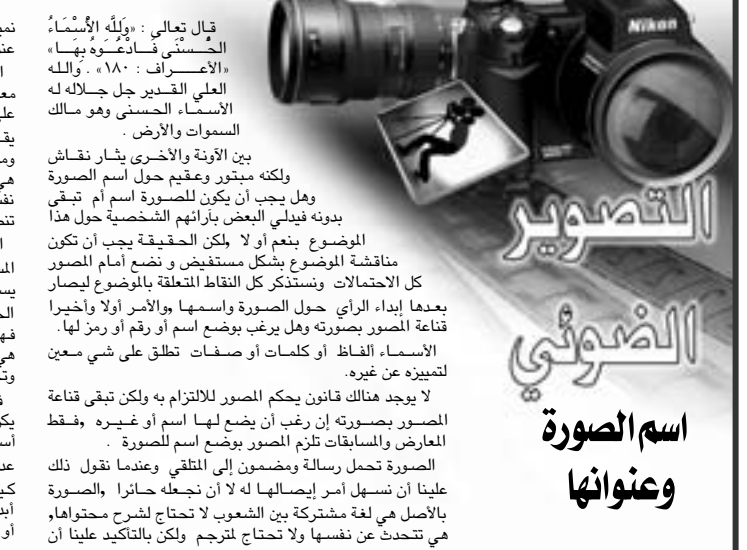 Nikon
التصوير
الضوئي
اسم الصورة
وعنوانها
قال تعالى : «وَلَلَّه الأَسْمَاءُ
الحُسنَى فَادْعُوهُ بِهَا»
«الأعراف : ١٨٠» . والله
العلي القدير جل جلاله له
الأسماء الحسنى وهو مالك
السموات والأرض .
بين الآونة والأخرى يثار نقاش
ولكنه مبتور وعقيم حول اسم الصورة
وهل يجب أن يكون للصورة اسم أم تبقى
بدونه فيدلي البعض بآرائهم الشخصية حول هذا
الموضوع بنعم أو لا ,ولكن الحقيقة يجب أن تكون
مناقشة الموضوع بشكل مستفيض و نضع أمام المصور
كل الاحتمالات ونستذكر كل النقاط المتعلقة بالموضوع ليصار
بعدها إبداء الرأي حول الصورة واسمها ,والأمر أولا وأخيرا
قناعة المصور بصورته وهل يرغب بوضع اسم أو رقم أو رمز لها .
الأسماء ألفاظ أو كلمات أو صفات تطلق على شي معين
لتمييزه عن غيره.
لا يوجد هنالك قانون يحكم المصور للالتزام به ولكن تبقى قناعة
المصور بصورته إن رغب أن يضع لها اسم أو غيره ,وفقط
المعارض والمسابقات تلزم المصور بوضع اسم للصورة .
الصورة تحمل رسالة ومضمون إلى المتلقي وعندما نقول ذلك
علينا أن نسهل أمر إيصالها له لا أن نجعله حائرا ,الصورة
بالأصل هي لغة مشتركة بين الشعوب لا تحتاج لشرح محتواها,
هي تتحدث عن نفسها ولا تحتاج لمترجم ولكن بالتأكيد علينا أن